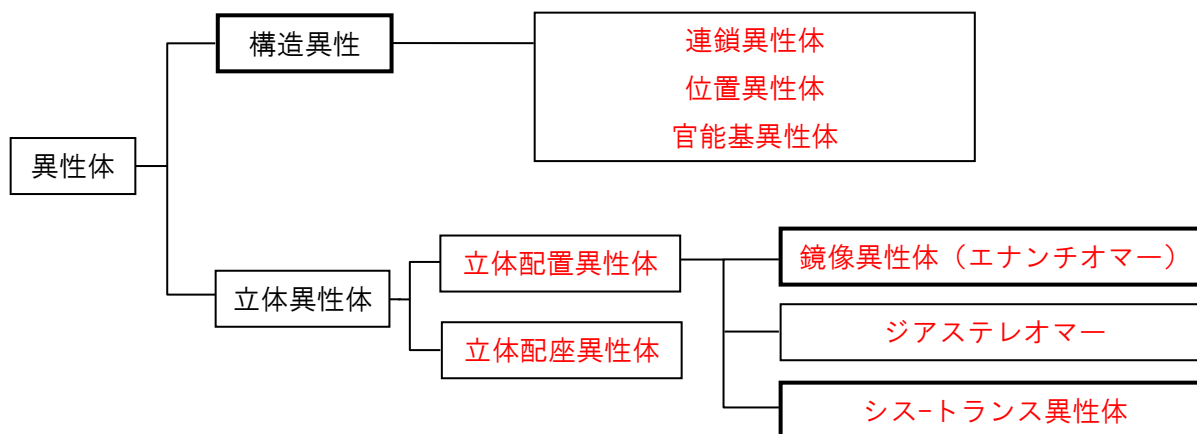 構造異性
連鎖異性体
位置異性体
官能基異性体
異性体
立体異性体
立体配置異性体
立体配座異性体
鏡像異性体（エナンチオマー）
ジアステレオマー
シス-トランス異性体